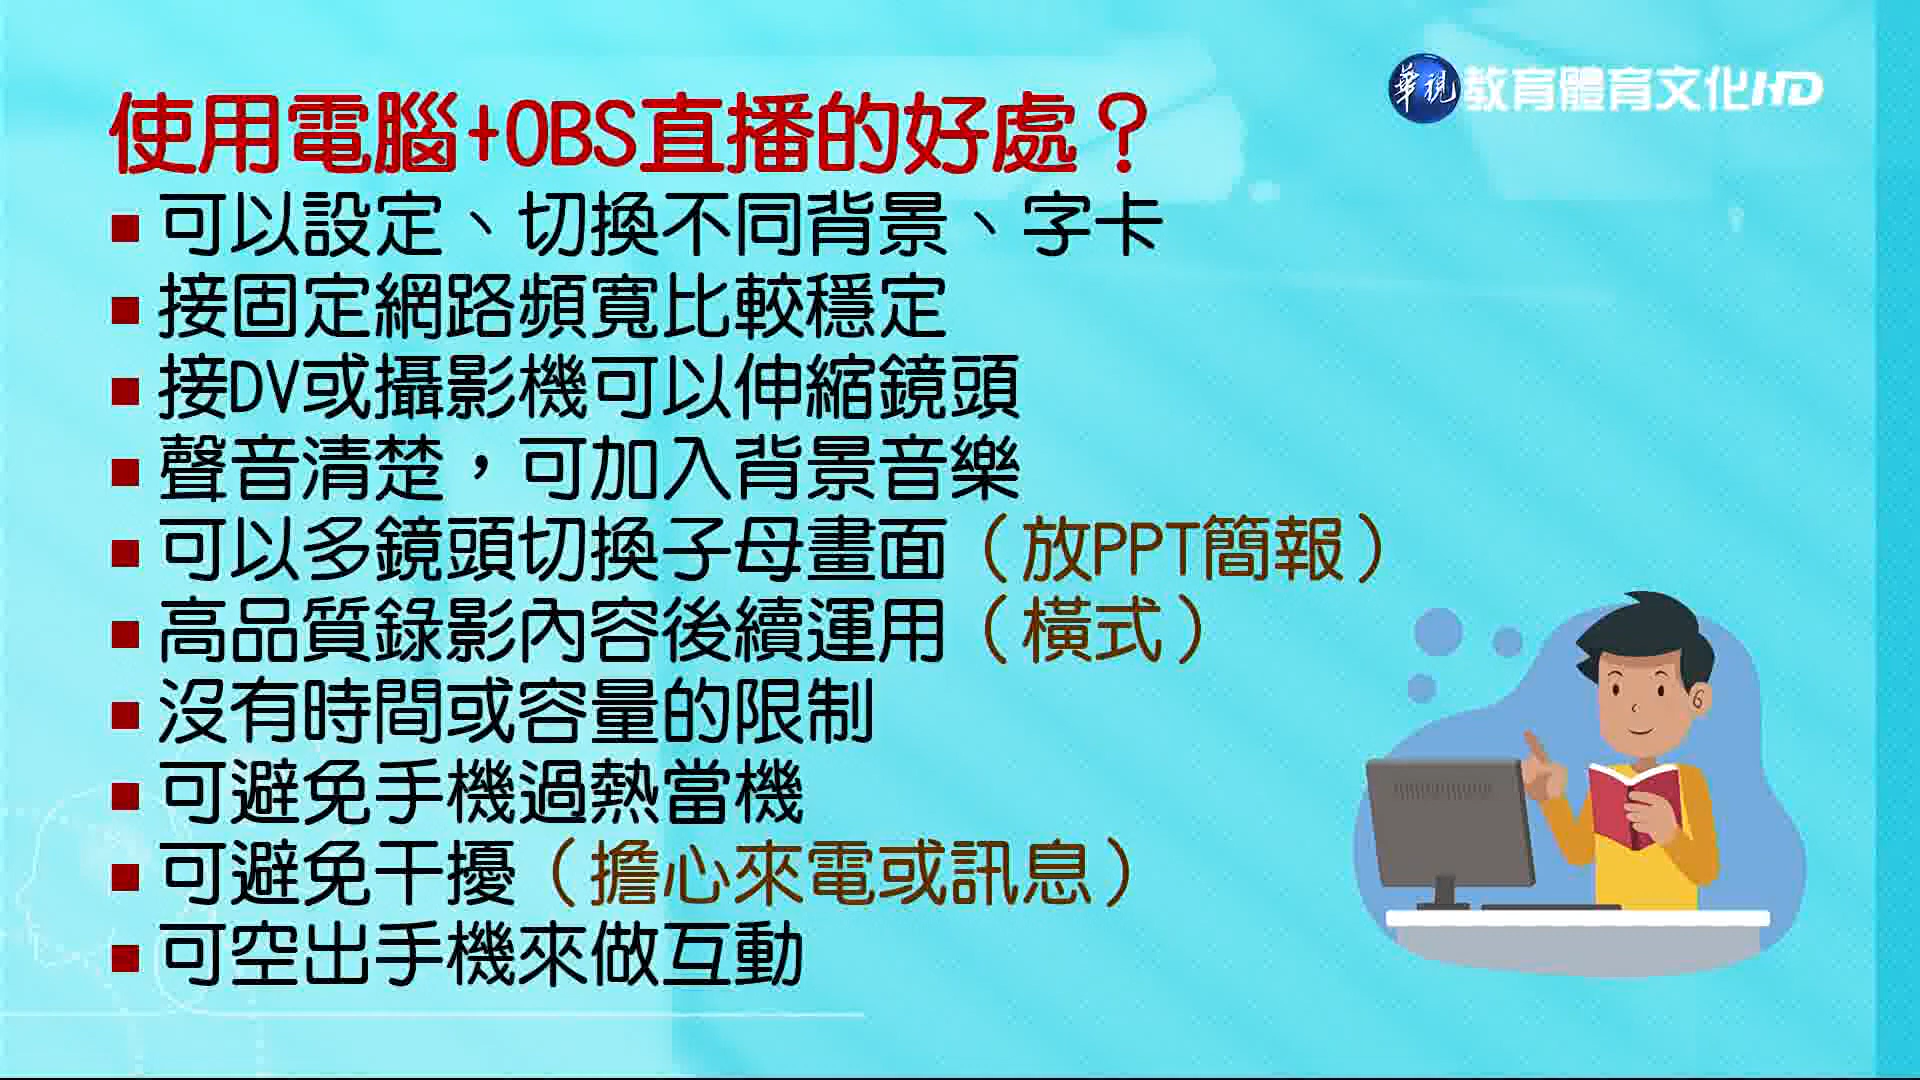 華視 教育體育文化HD
使用電腦+OBS直播的好處？
可以設定、切換不同背景、字卡
接固定網路頻寬比較穩定
接DV或攝影機可以伸縮鏡頭
聲音清楚，可加入背景音樂
可以多鏡頭切換子母畫面（放PPT簡報）
高品質錄影內容後續運用（橫式）
沒有時間或容量的限制
可避免手機過熱當機
可避免干擾（擔心來電或訊息）
可空出手機來做互動